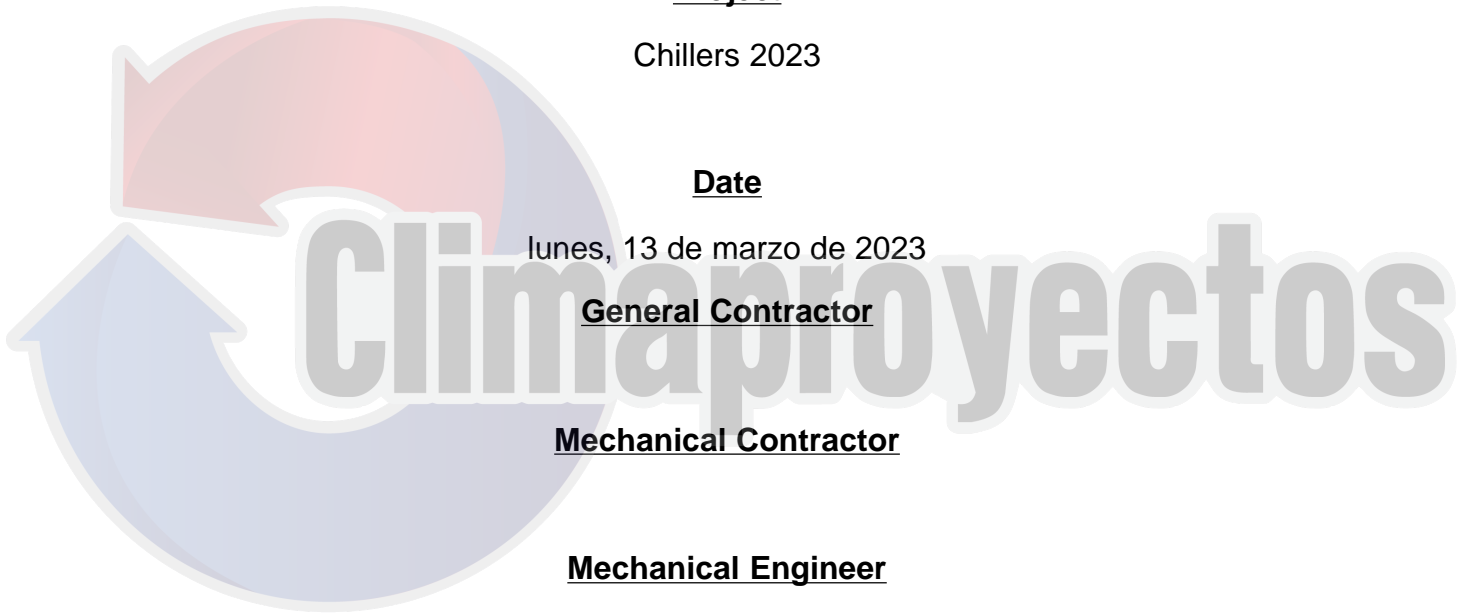 Chillers 2023
Date
lunes, 13 de marzo de 2023
General Contractor
Climaproyectos
Mechanical Contractor
Mechanical Engineer